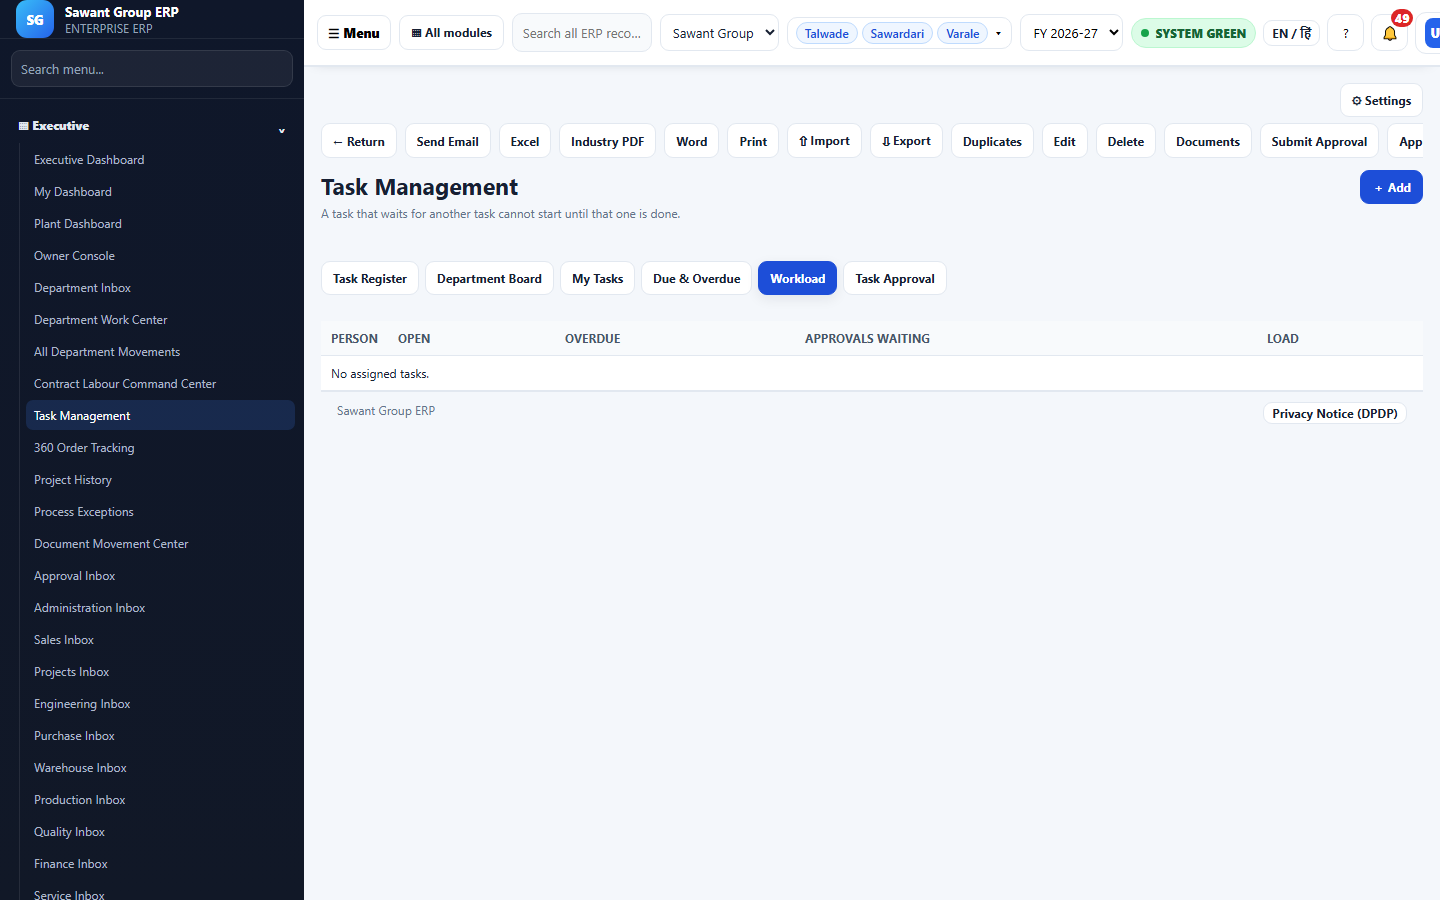 SG
Sawant Group ERP
ENTERPRISE ERP
Search menu...
Executive
Executive Dashboard
My Dashboard
Plant Dashboard
Owner Console
Department Inbox
Department Work Center
All Department Movements
Contract Labour Command Center
Task Management
360 Order Tracking
Project History
Process Exceptions
Document Movement Center
Approval Inbox
Administration Inbox
Sales Inbox
Projects Inbox
Engineering Inbox
Purchase Inbox
Warehouse Inbox
Production Inbox
Quality Inbox
Finance Inbox
Service Inbox
☰ Menu
All modules
Search all ERP reco...
Sawant Group
Talwade
Sawardari
Varale
FY 2026-27
SYSTEM GREEN
EN / हिं
?
49
U
⚙ Settings
← Return
Send Email
Excel
Industry PDF
Word
Print
⇧ Import
⇩ Export
Duplicates
Edit
Delete
Documents
Submit Approval
App
Task Management
+ Add
A task that waits for another task cannot start until that one is done.
Task Register
Department Board
My Tasks
Due & Overdue
Workload
Task Approval
PERSON OPEN OVERDUE APPROVALS WAITING LOAD
No assigned tasks.
Sawant Group ERP
Privacy Notice (DPDP)